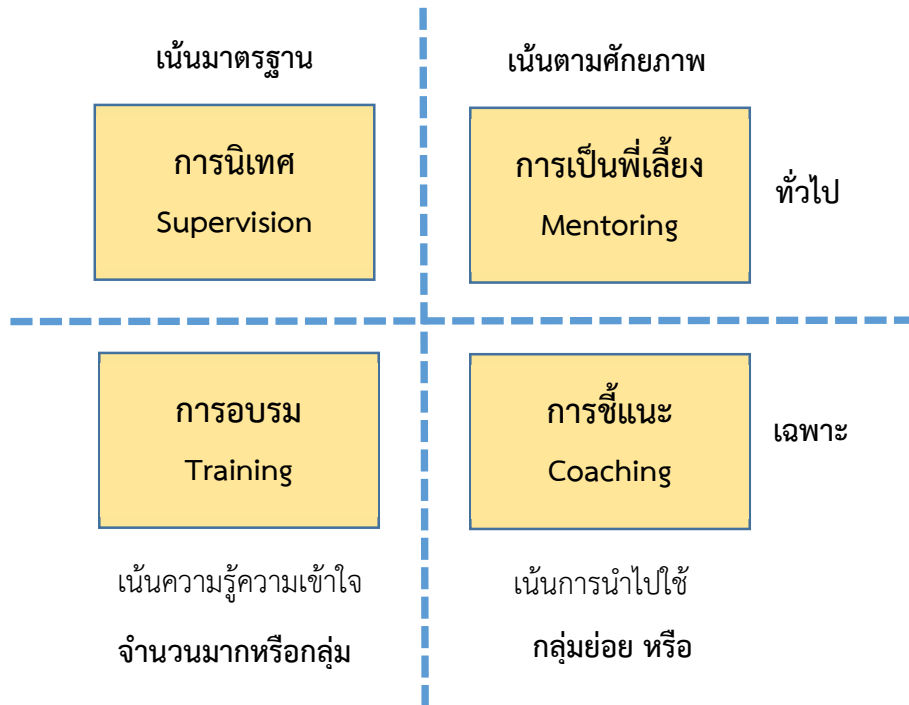 เน้นมาตรฐาน
เน้นตามศักยภาพ
การนิเทศ
Supervision
การเป็นพี่เลี้ยง
Mentoring
ทั่วไป
การอบรม
Training
การชี้แนะ
Coaching
เฉพาะ
เน้นความรู้ความเข้าใจ
เน้นการนำไปใช้
จำนวนมากหรือกลุ่ม
กลุ่มย่อย หรือ